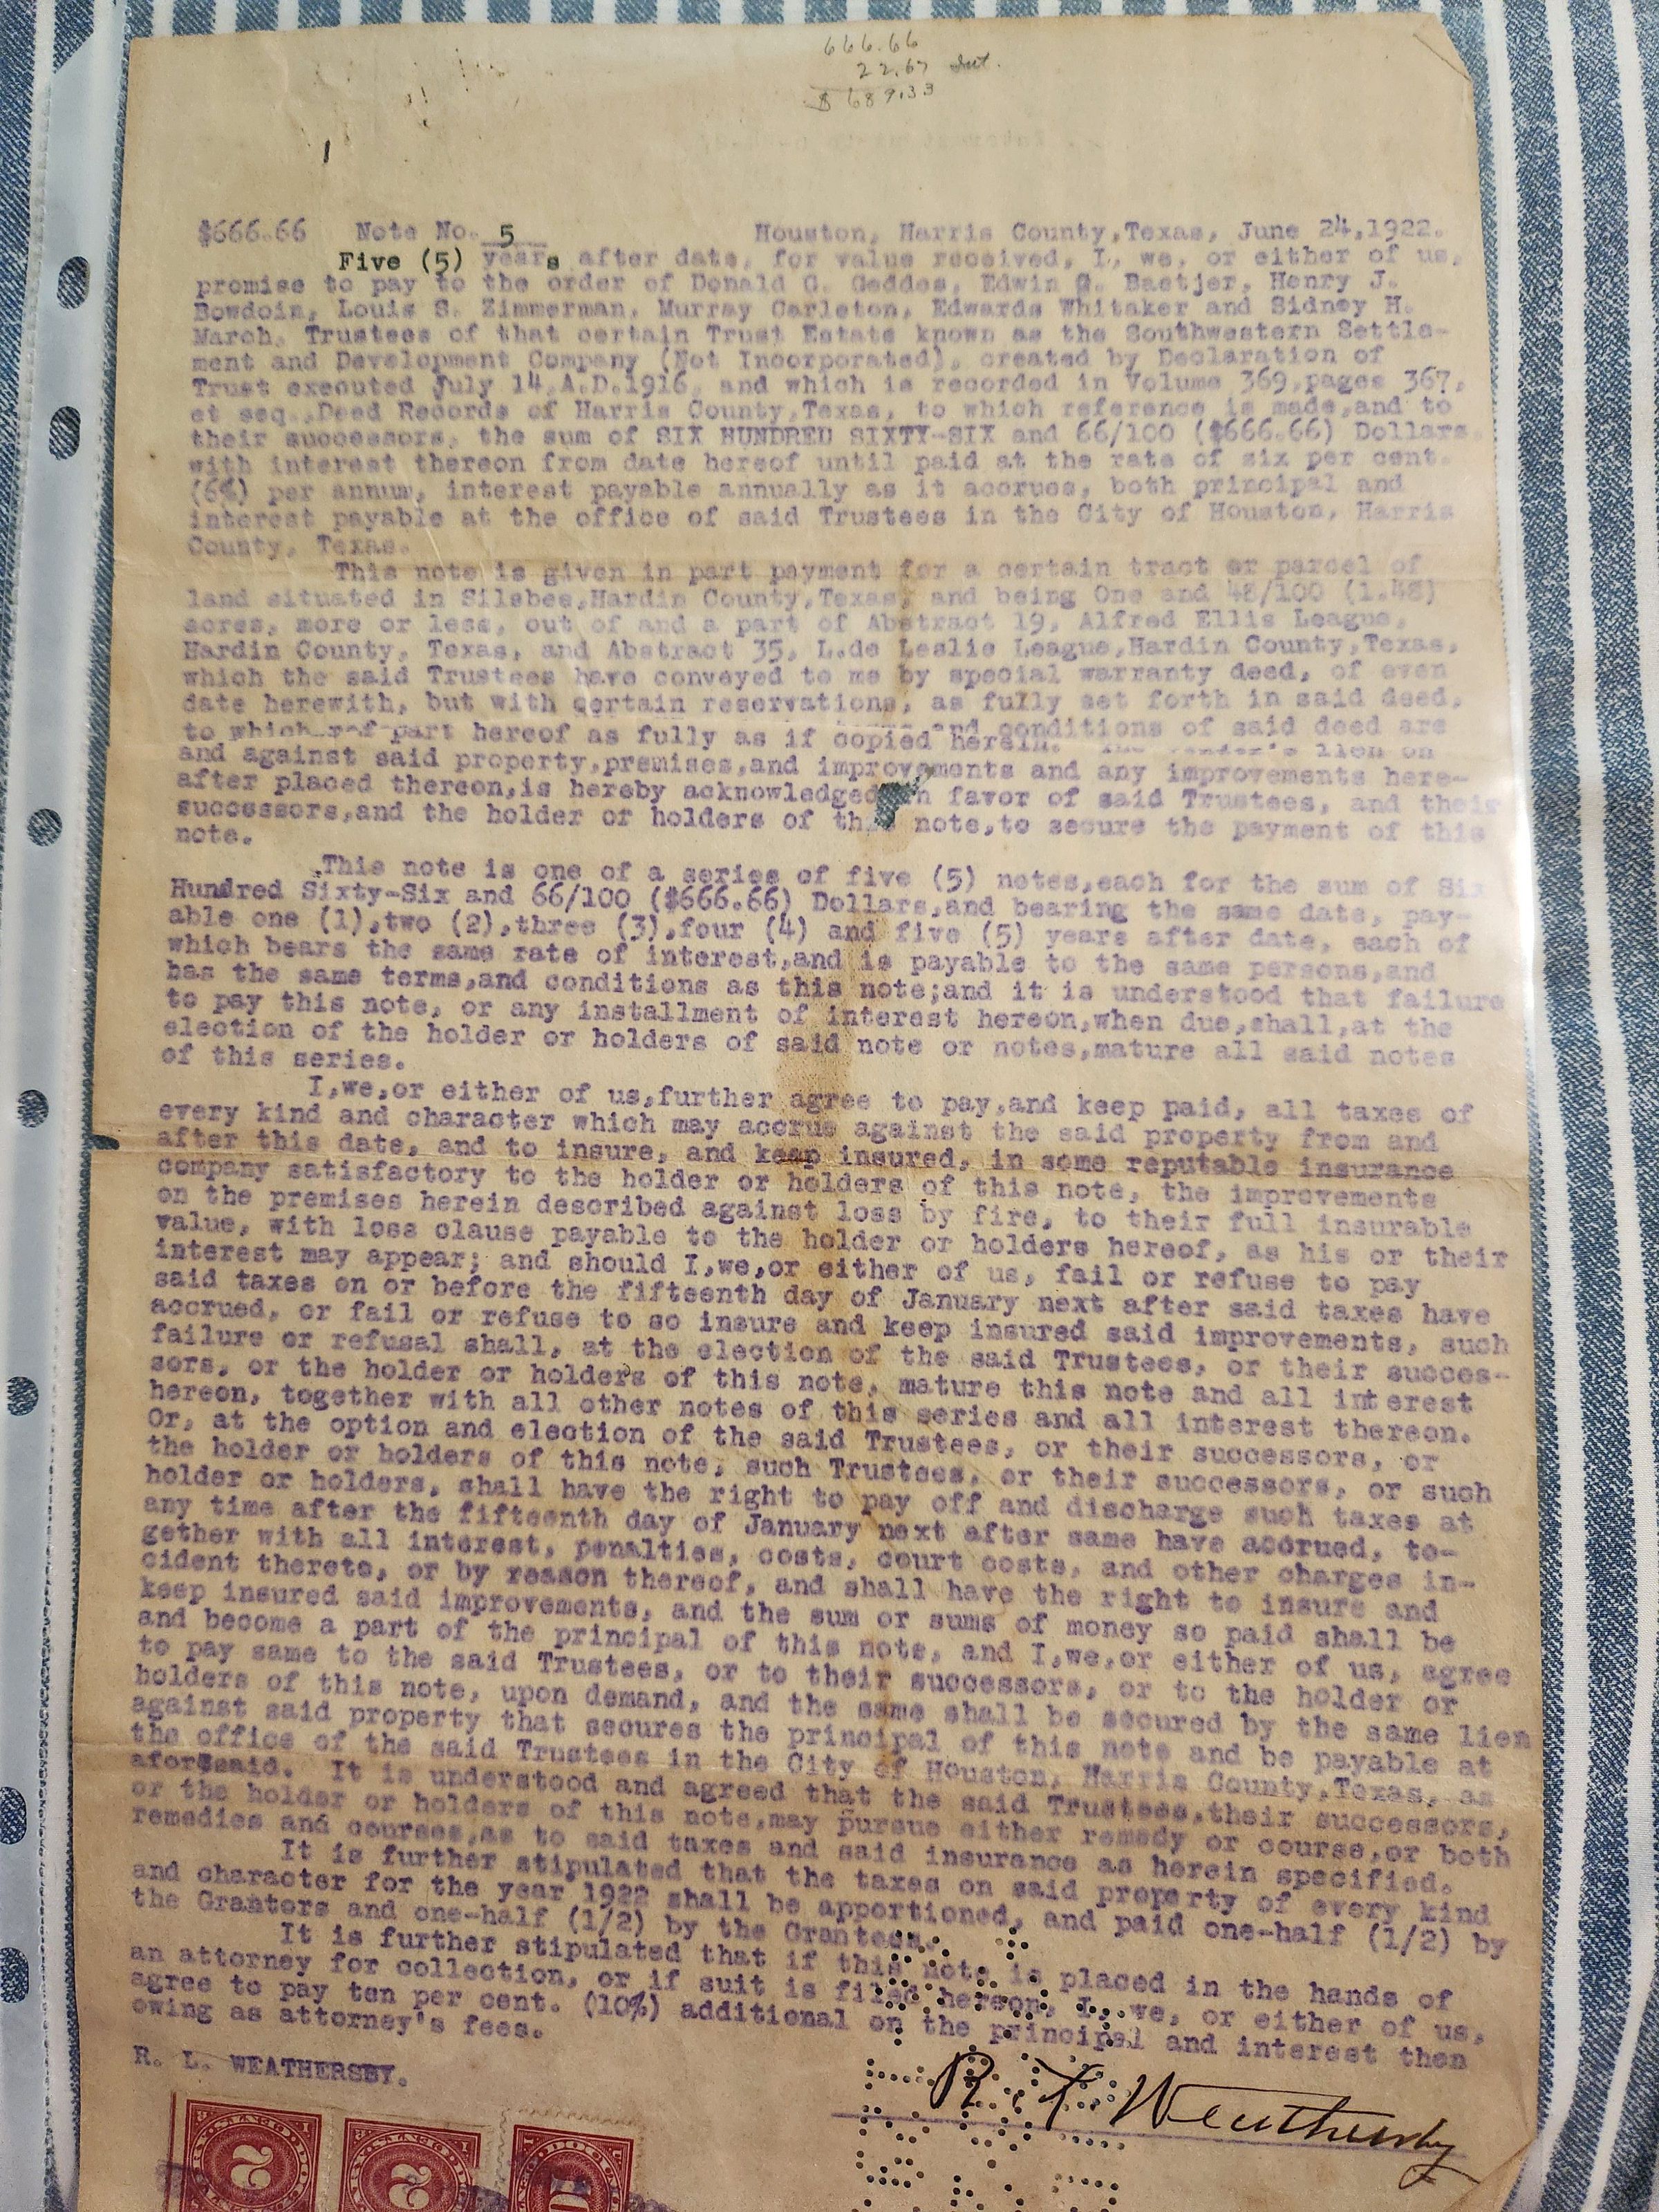 666.66
22.67 Int.
$ 689.33
$666.66 Note No. 5 Houston, Harris County,Texas, June 24,1922.
Five (5) years after date, for value received, I, we, or either of us,
promise to pay to the order of Donald G. Geddes, Edwin G. Baetjer, Henry J.
Bowdoin, Louis S. Zimmerman, Murray Carleton, Edwards Whitaker and Sidney H.
March, Trustees of that certain Trust Estate known as the Southwestern Settle-
ment and Development Company (Not Incorporated), created by Declaration of
Trust executed July 14,A.D.1916, and which is recorded in Volume 369,pages 367,
et seq.,Deed Records of Harris County,Texas, to which reference is made,and to
their successors, the sum of SIX HUNDRED SIXTY-SIX and 66/100 ($666.66) Dollars,
with interest thereon from date hereof until paid at the rate of six per cent.
(6%) per annum, interest payable annually as it accrues, both principal and
interest payable at the office of said Trustees in the City of Houston, Harris
County, Texas.
This note is given in part payment for a certain tract or parcel of
land situated in Silsbee,Hardin County,Texas, and being One and 48/100 (1.48)
acres, more or less, out of and a part of Abstract 19, Alfred Ellis League,
Hardin County, Texas, and Abstract 35, L.de Leslie League,Hardin County,Texas,
which the said Trustees have conveyed to me by special warranty deed, of even
date herewith, but with certain reservations, as fully set forth in said deed,
to which and conditions of said deed are
part hereof as fully as if copied herein. lien on
and against said property,premises,and improvements and any improvements here-
after placed thereon,is hereby acknowledged in favor of said Trustees, and their
successors,and the holder or holders of this note,to secure the payment of this
note.
This note is one of a series of five (5) notes,each for the sum of Six
Hundred Sixty-Six and 66/100 ($666.66) Dollars,and bearing the same date, pay-
able one (1),two (2),three (3),four (4) and five (5) years after date, each of
which bears the same rate of interest,and is payable to the same persons,and
has the same terms,and conditions as this note;and it is understood that failure
to pay this note, or any installment of interest hereon,when due,shall,at the
election of the holder or holders of said note or notes,mature all said notes
of this series.
I,we,or either of us,further agree to pay,and keep paid, all taxes of
every kind and character which may accrue against the said property from and
after this date, and to insure, and keep insured, in some reputable insurance
company satisfactory to the holder or holders of this note, the improvements
on the premises herein described against loss by fire, to their full insurable
value, with loss clause payable to the holder or holders hereof, as his or their
interest may appear; and should I,we,or either of us, fail or refuse to pay
said taxes on or before the fifteenth day of January next after said taxes have
accrued, or fail or refuse to so insure and keep insured said improvements, such
failure or refusal shall, at the election of the said Trustees, or their succes-
sors, or the holder or holders of this note, mature this note and all interest
hereon, together with all other notes of this series and all interest thereon.
Or, at the option and election of the said Trustees, or their successors, or
the holder or holders of this note, such Trustees, or their successors, or such
holder or holders, shall have the right to pay off and discharge such taxes at
any time after the fifteenth day of January next after same have accrued, to-
gether with all interest, penalties, costs, court costs, and other charges in-
cident thereto, or by reason thereof, and shall have the right to insure and
keep insured said improvements, and the sum or sums of money so paid shall be
and become a part of the principal of this note, and I,we,or either of us, agree
to pay same to the said Trustees, or to their successors, or to the holder or
holders of this note, upon demand, and the same shall be secured by the same lien
against said property that secures the principal of this note and be payable at
the office of the said Trustees in the City of Houston, Harris County,Texas, as
aforesaid. It is understood and agreed that the said Trustees,their successors,
or the holder or holders of this note,may pursue either remedy or course,or both
remedies and courses,as to said taxes and said insurance as herein specified.
It is further stipulated that the taxes on said property of every kind
and character for the year 1922 shall be apportioned, and paid one-half (1/2) by
the Grantors and one-half (1/2) by the Grantees.
It is further stipulated that if this note is placed in the hands of
an attorney for collection, or if suit is filed hereon, I, we, or either of us,
agree to pay ten per cent. (10%) additional on the principal and interest then
owing as attorney's fees.
R. L. WEATHERSBY.
R. L. Weathersby
2 2 10